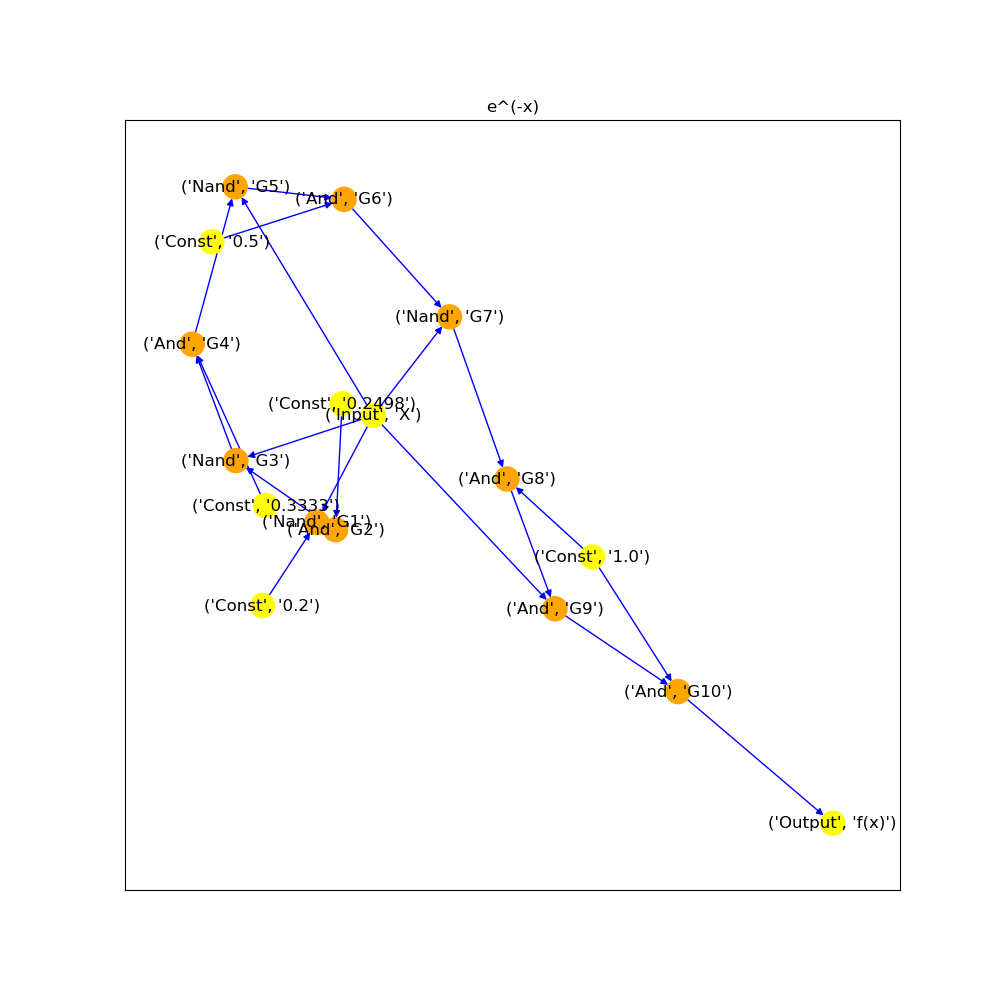 e^(-x)
('Nand', 'G5')
('And', 'G6')
('Const', '0.5')
('Nand', 'G7')
('And', 'G4')
('Const', '0.2498')
('Input', 'X')
('Nand', 'G3')
('And', 'G8')
('Const', '0.3333')
('Nand', 'G1')
('And', 'G2')
('Const', '1.0')
('Const', '0.2')
('And', 'G9')
('And', 'G10')
('Output', 'f(x)')